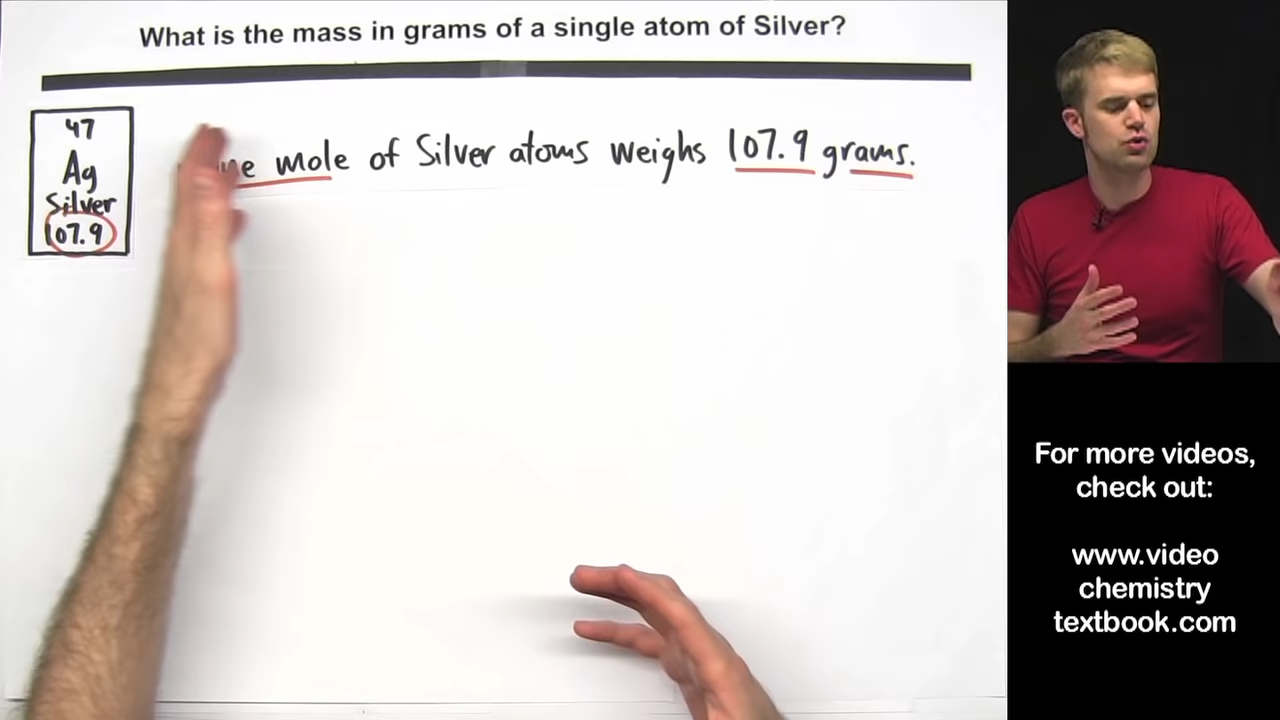 What is the mass in grams of a single atom of Silver?
47
Ag
Silver
107.9
mole of Silver atoms weighs 107.9 grams.
For more videos,
check out:
www.video
chemistry
textbook.com